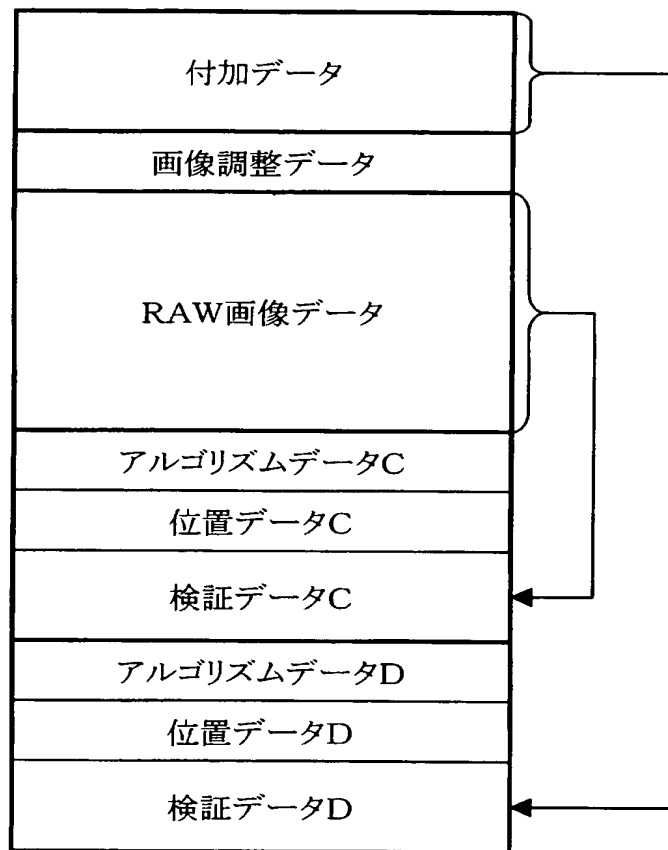 付加データ
画像調整データ
RAW画像データ
アルゴリズムデータC
位置データC
検証データC
アルゴリズムデータD
位置データD
検証データD